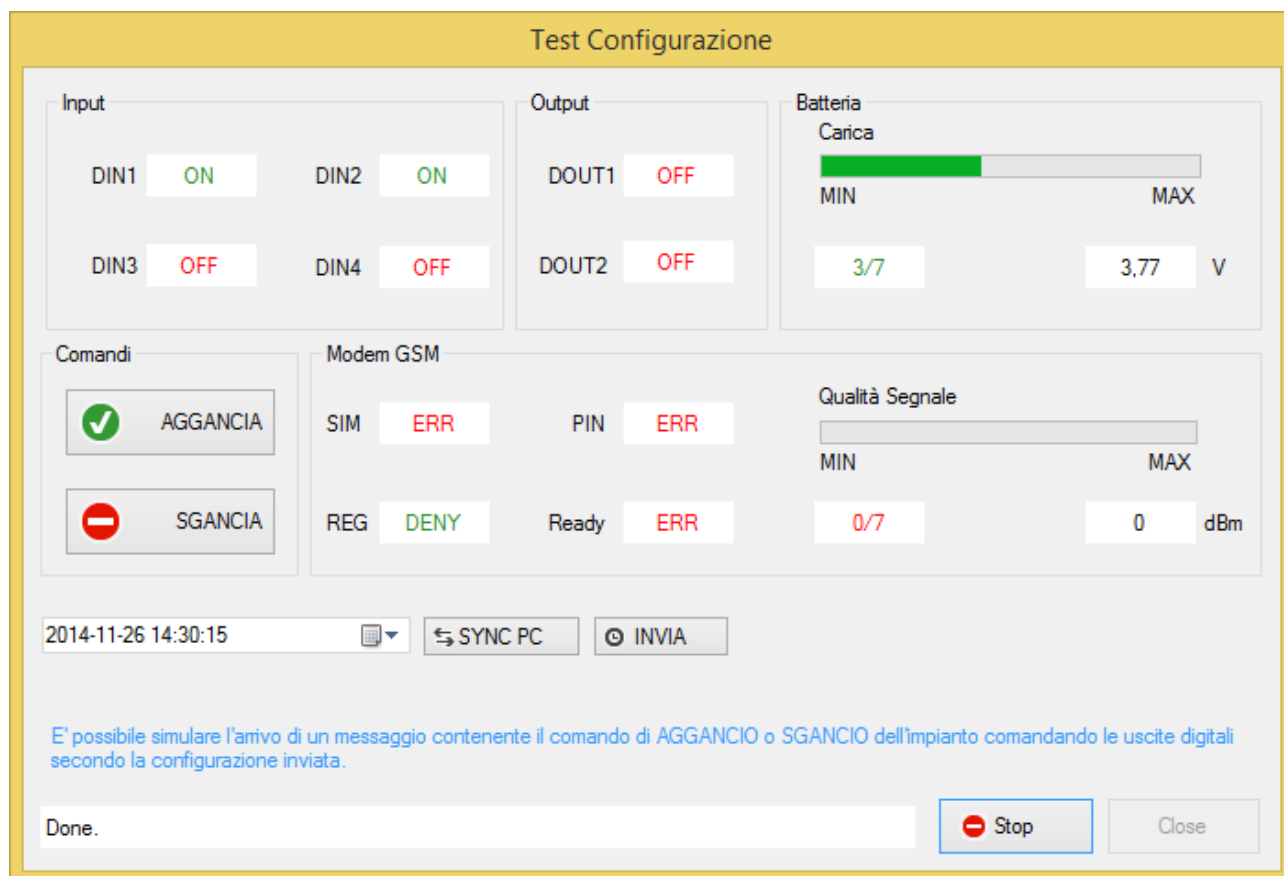 Test Configurazione
Input
DIN1 ON DIN2 ON
DIN3 OFF DIN4 OFF
Output
DOUT1 OFF
DOUT2 OFF
Batteria
Carica
MIN MAX
3/7 3,77 V
Comandi
AGGANCIA
SGANCIA
Modem GSM
SIM ERR PIN ERR
REG DENY Ready ERR
Qualità Segnale
MIN MAX
0/7 0 dBm
2014-11-26 14:30:15 SYNC PC INVIA
E' possibile simulare l'arrivo di un messaggio contenente il comando di AGGANCIO o SGANCIO dell'impianto comandando le uscite digitali
secondo la configurazione inviata.
Done. Stop Close